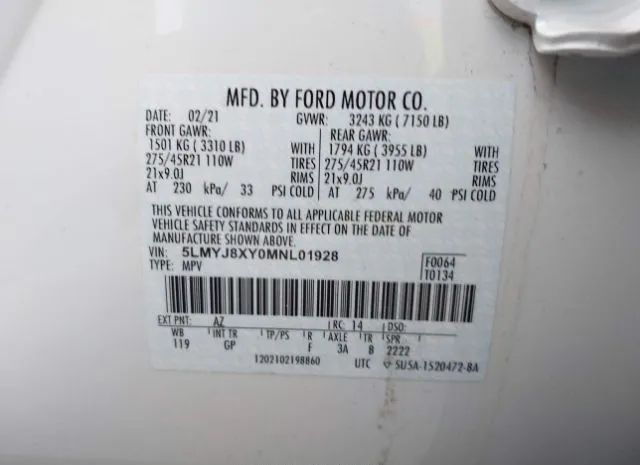 MFD. BY FORD MOTOR CO.
DATE: 02/21 GVWR: 3243 KG ( 7150 LB)
FRONT GAWR: REAR GAWR:
1501 KG ( 3310 LB) WITH 1794 KG ( 3955 LB) WITH
275/45R21 110W TIRES 275/45R21 110W TIRES
21x9.0J RIMS 21x9.0J RIMS
AT 230 kPa/ 33 PSI COLD AT 275 kPa/ 40 PSI COLD
THIS VEHICLE CONFORMS TO ALL APPLICABLE FEDERAL MOTOR
VEHICLE SAFETY STANDARDS IN EFFECT ON THE DATE OF
MANUFACTURE SHOWN ABOVE.
VIN: 5LMYJ8XY0MNL01928 F0064
TYPE: MPV T0134
EXT PNT: AZ RC: 14 DSO:
WB INT TR TP/PS R AXLE TR SPR
119 GP F 3A B 2222
1202102198860 UTC ▽ SU5A-1520472-BA